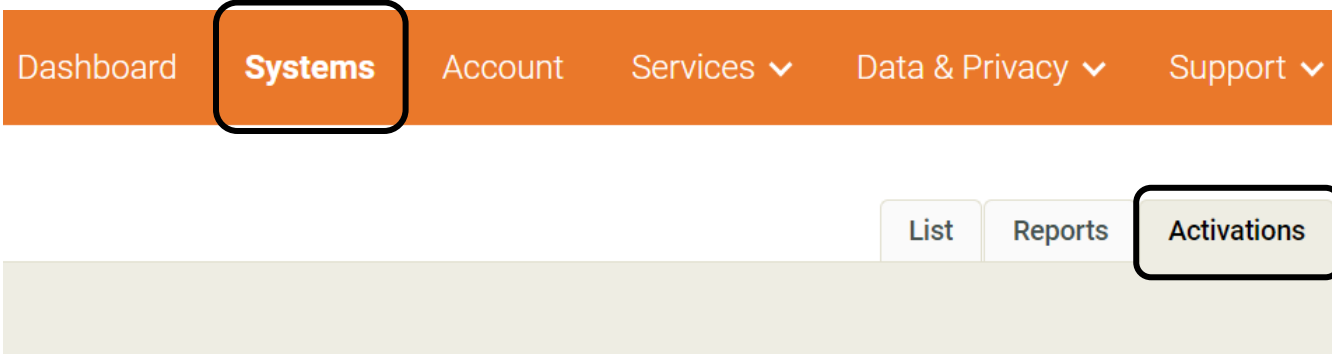 Dashboard Systems Account Services Data & Privacy Support
List Reports Activations